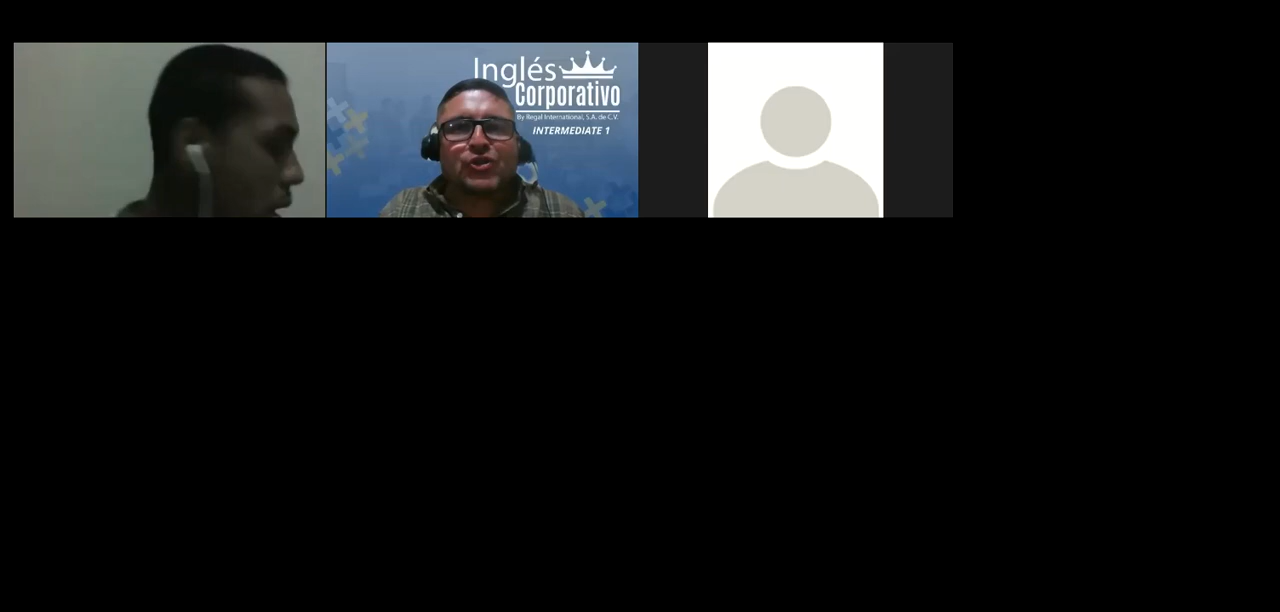 Inglés
Corporativo
By Regal International, S.A. de C.V.
INTERMEDIATE 1